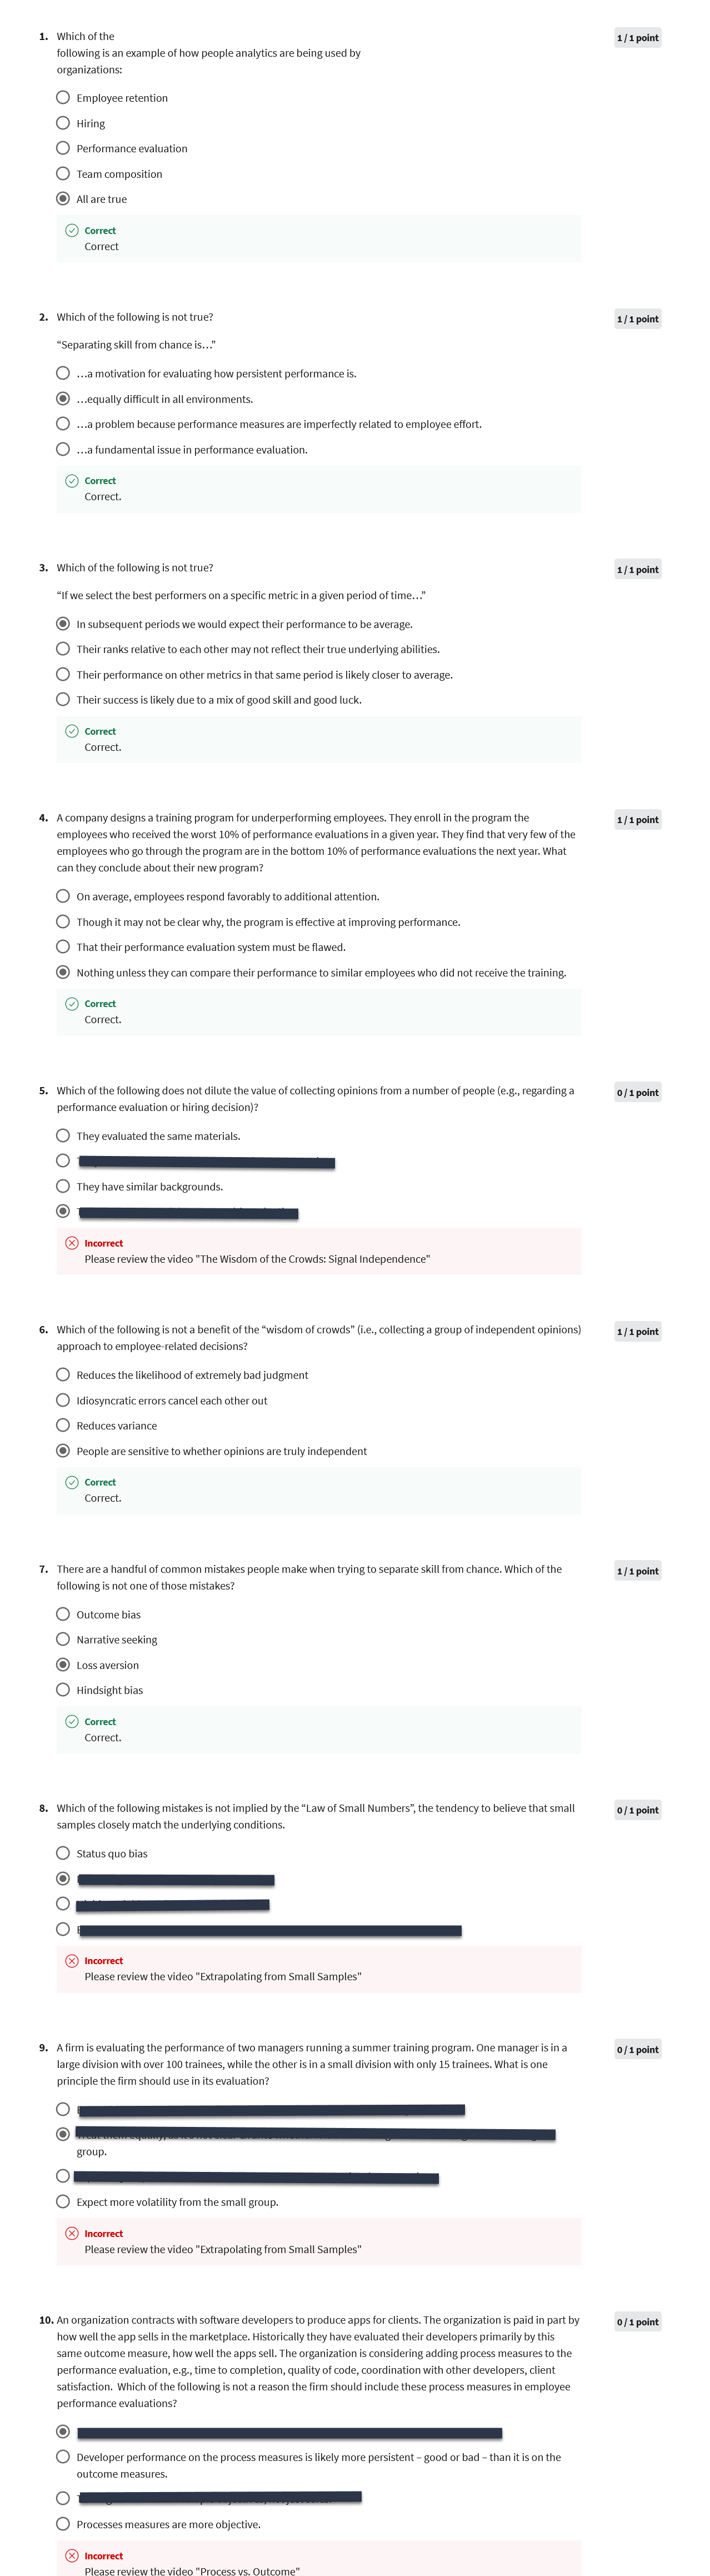 1. Which of the
following is an example of how people analytics are being used by
organizations:
1 / 1 point
Employee retention
Hiring
Performance evaluation
Team composition
All are true
Correct
Correct
2. Which of the following is not true?
1 / 1 point
“Separating skill from chance is…”
…a motivation for evaluating how persistent performance is.
…equally difficult in all environments.
…a problem because performance measures are imperfectly related to employee effort.
…a fundamental issue in performance evaluation.
Correct
Correct.
3. Which of the following is not true?
1 / 1 point
“If we select the best performers on a specific metric in a given period of time…”
In subsequent periods we would expect their performance to be average.
Their ranks relative to each other may not reflect their true underlying abilities.
Their performance on other metrics in that same period is likely closer to average.
Their success is likely due to a mix of good skill and good luck.
Correct
Correct.
4. A company designs a training program for underperforming employees. They enroll in the program the
employees who received the worst 10% of performance evaluations in a given year. They find that very few of the
employees who go through the program are in the bottom 10% of performance evaluations the next year. What
can they conclude about their new program?
1 / 1 point
On average, employees respond favorably to additional attention.
Though it may not be clear why, the program is effective at improving performance.
That their performance evaluation system must be flawed.
Nothing unless they can compare their performance to similar employees who did not receive the training.
Correct
Correct.
5. Which of the following does not dilute the value of collecting opinions from a number of people (e.g., regarding a
performance evaluation or hiring decision)?
0 / 1 point
They evaluated the same materials.
They have similar backgrounds.
Incorrect
Please review the video "The Wisdom of the Crowds: Signal Independence"
6. Which of the following is not a benefit of the “wisdom of crowds” (i.e., collecting a group of independent opinions)
approach to employee-related decisions?
1 / 1 point
Reduces the likelihood of extremely bad judgment
Idiosyncratic errors cancel each other out
Reduces variance
People are sensitive to whether opinions are truly independent
Correct
Correct.
7. There are a handful of common mistakes people make when trying to separate skill from chance. Which of the
following is not one of those mistakes?
1 / 1 point
Outcome bias
Narrative seeking
Loss aversion
Hindsight bias
Correct
Correct.
8. Which of the following mistakes is not implied by the “Law of Small Numbers”, the tendency to believe that small
samples closely match the underlying conditions.
0 / 1 point
Status quo bias
Incorrect
Please review the video "Extrapolating from Small Samples"
9. A firm is evaluating the performance of two managers running a summer training program. One manager is in a
large division with over 100 trainees, while the other is in a small division with only 15 trainees. What is one
principle the firm should use in its evaluation?
0 / 1 point
group.
Expect more volatility from the small group.
Incorrect
Please review the video "Extrapolating from Small Samples"
10. An organization contracts with software developers to produce apps for clients. The organization is paid in part by
how well the app sells in the marketplace. Historically they have evaluated their developers primarily by this
same outcome measure, how well the apps sell. The organization is considering adding process measures to the
performance evaluation, e.g., time to completion, quality of code, coordination with other developers, client
satisfaction. Which of the following is not a reason the firm should include these process measures in employee
performance evaluations?
0 / 1 point
Developer performance on the process measures is likely more persistent – good or bad – than it is on the
outcome measures.
Processes measures are more objective.
Incorrect
Please review the video "Process vs. Outcome"